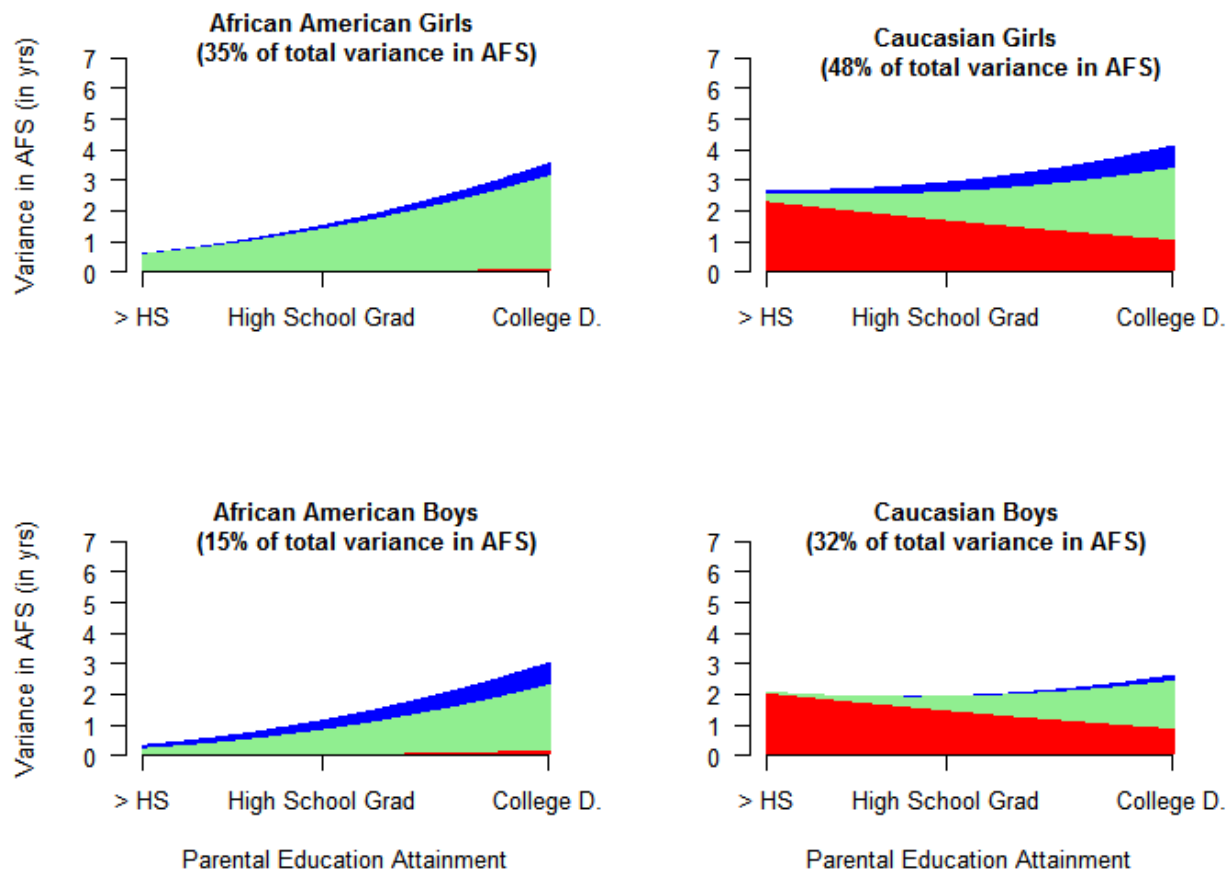 African American Girls
(35% of total variance in AFS)
Variance in AFS (in yrs)
7
6
5
4
3
2
1
0
> HS High School Grad College D.
Caucasian Girls
(48% of total variance in AFS)
7
6
5
4
3
2
1
0
> HS High School Grad College D.
African American Boys
(15% of total variance in AFS)
Variance in AFS (in yrs)
7
6
5
4
3
2
1
0
> HS High School Grad College D.
Parental Education Attainment
Caucasian Boys
(32% of total variance in AFS)
7
6
5
4
3
2
1
0
> HS High School Grad College D.
Parental Education Attainment